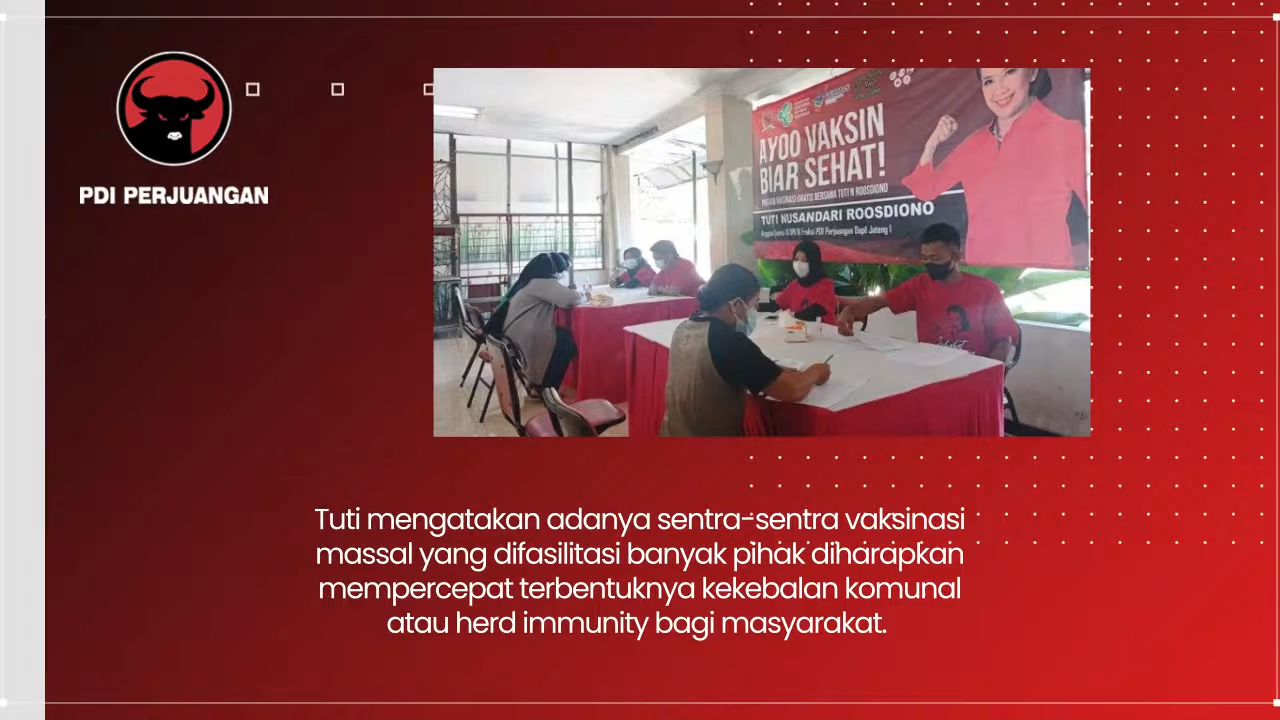 PDI PERJUANGAN
AYOO VAKSIN
BIAR SEHAT!
TUTI NUSANDARI ROOSDIONO
Tuti mengatakan adanya sentra-sentra vaksinasi
massal yang difasilitasi banyak pihak diharapkan
mempercepat terbentuknya kekebalan komunal
atau herd immunity bagi masyarakat.